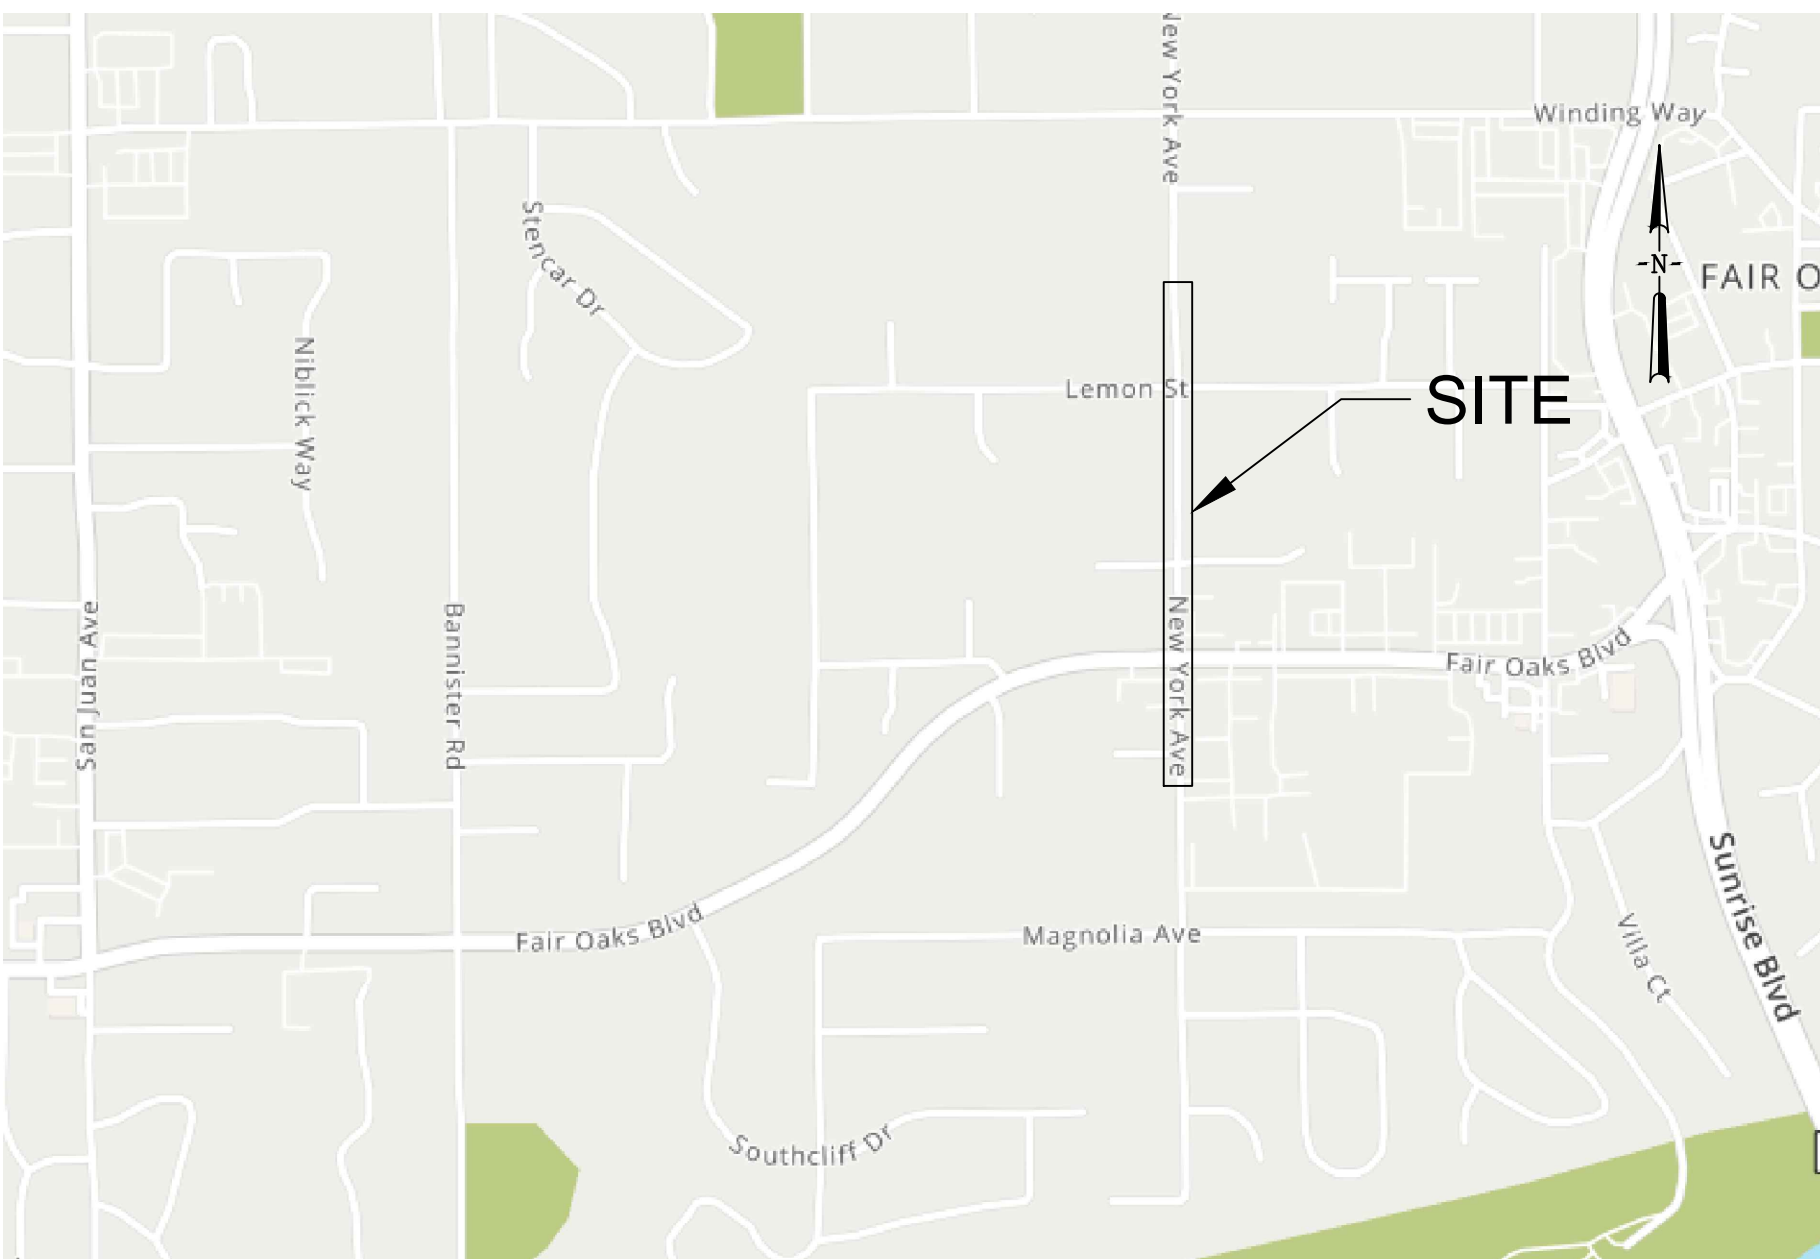 New York Ave
Winding Way
Stencar Dr
N
FAIR O
Niblick Way
Lemon St
SITE
San Juan Ave
Bannister Rd
New York Ave
Fair Oaks Blvd
Fair Oaks Blvd
Magnolia Ave
Sunrise Blvd
Villa Ct
Southcliff Dr